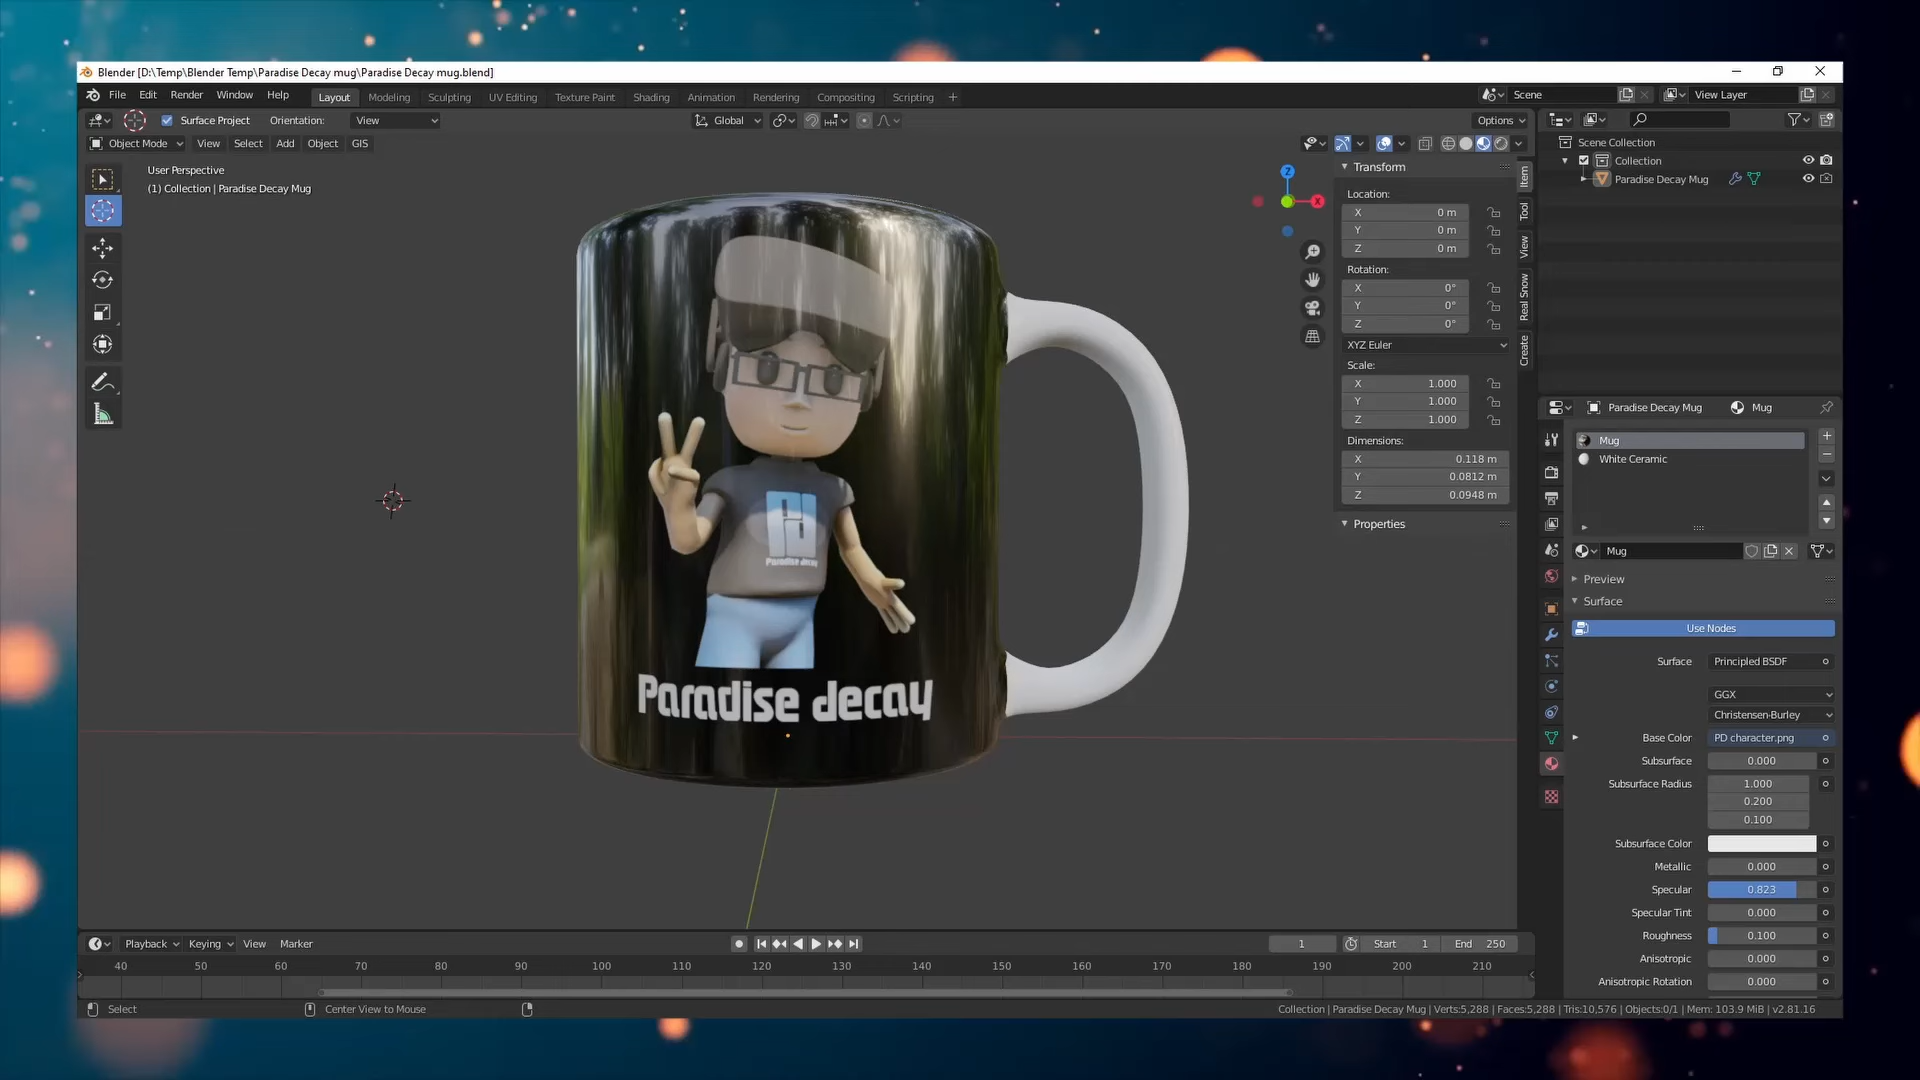 Blender [D:\Temp\Blender Temp\Paradise Decay mug\Paradise Decay mug.blend]
File Edit Render Window Help
Layout Modeling Sculpting UV Editing Texture Paint Shading Animation Rendering Compositing Scripting +
Scene
View Layer
Surface Project Orientation: View
Global
Options
Object Mode View Select Add Object GIS
User Perspective
(1) Collection | Paradise Decay Mug
Z
X
Paradise decay
Paradise decay
Transform
Location:
X 0 m
Y 0 m
Z 0 m
Rotation:
X 0°
Y 0°
Z 0°
XYZ Euler
Scale:
X 1.000
Y 1.000
Z 1.000
Dimensions:
X 0.118 m
Y 0.0812 m
Z 0.0948 m
Properties
Item
Tool
View
Real Snow
Create
Scene Collection
Collection
Paradise Decay Mug
Paradise Decay Mug Mug
Mug
White Ceramic
Mug
Preview
Surface
Use Nodes
Surface Principled BSDF
GGX
Christensen-Burley
Base Color PD character.png
Subsurface 0.000
Subsurface Radius 1.000
0.200
0.100
Subsurface Color
Metallic 0.000
Specular 0.823
Specular Tint 0.000
Roughness 0.100
Anisotropic 0.000
Anisotropic Rotation 0.000
Playback Keying View Marker
1 Start 1 End 250
40 50 60 70 80 90 100 110 120 130 140 150 160 170 180 190 200 210
Select Center View to Mouse
Collection | Paradise Decay Mug | Verts:5,288 | Faces:5,288 | Tris:10,576 | Objects:0/1 | Mem: 103.9 MiB | v2.81.16